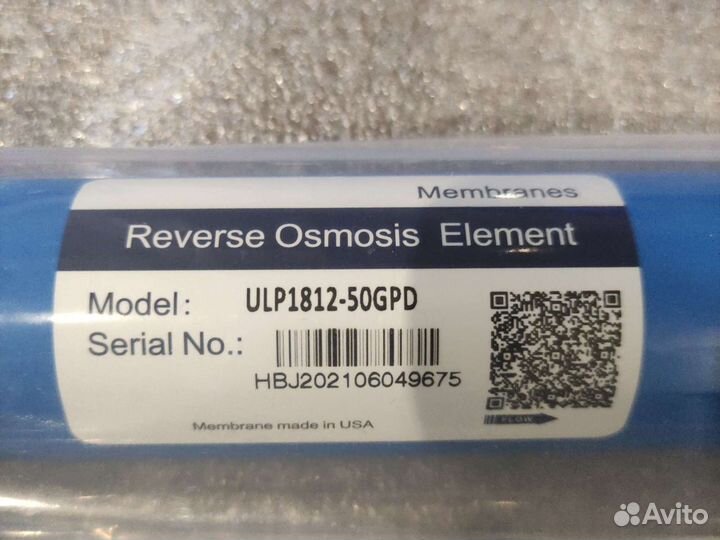 Membranes
Reverse Osmosis Element
Model: ULP1812-50GPD
Serial No.:
HBJ202106049675
Membrane made in USA
FLOW
Avito